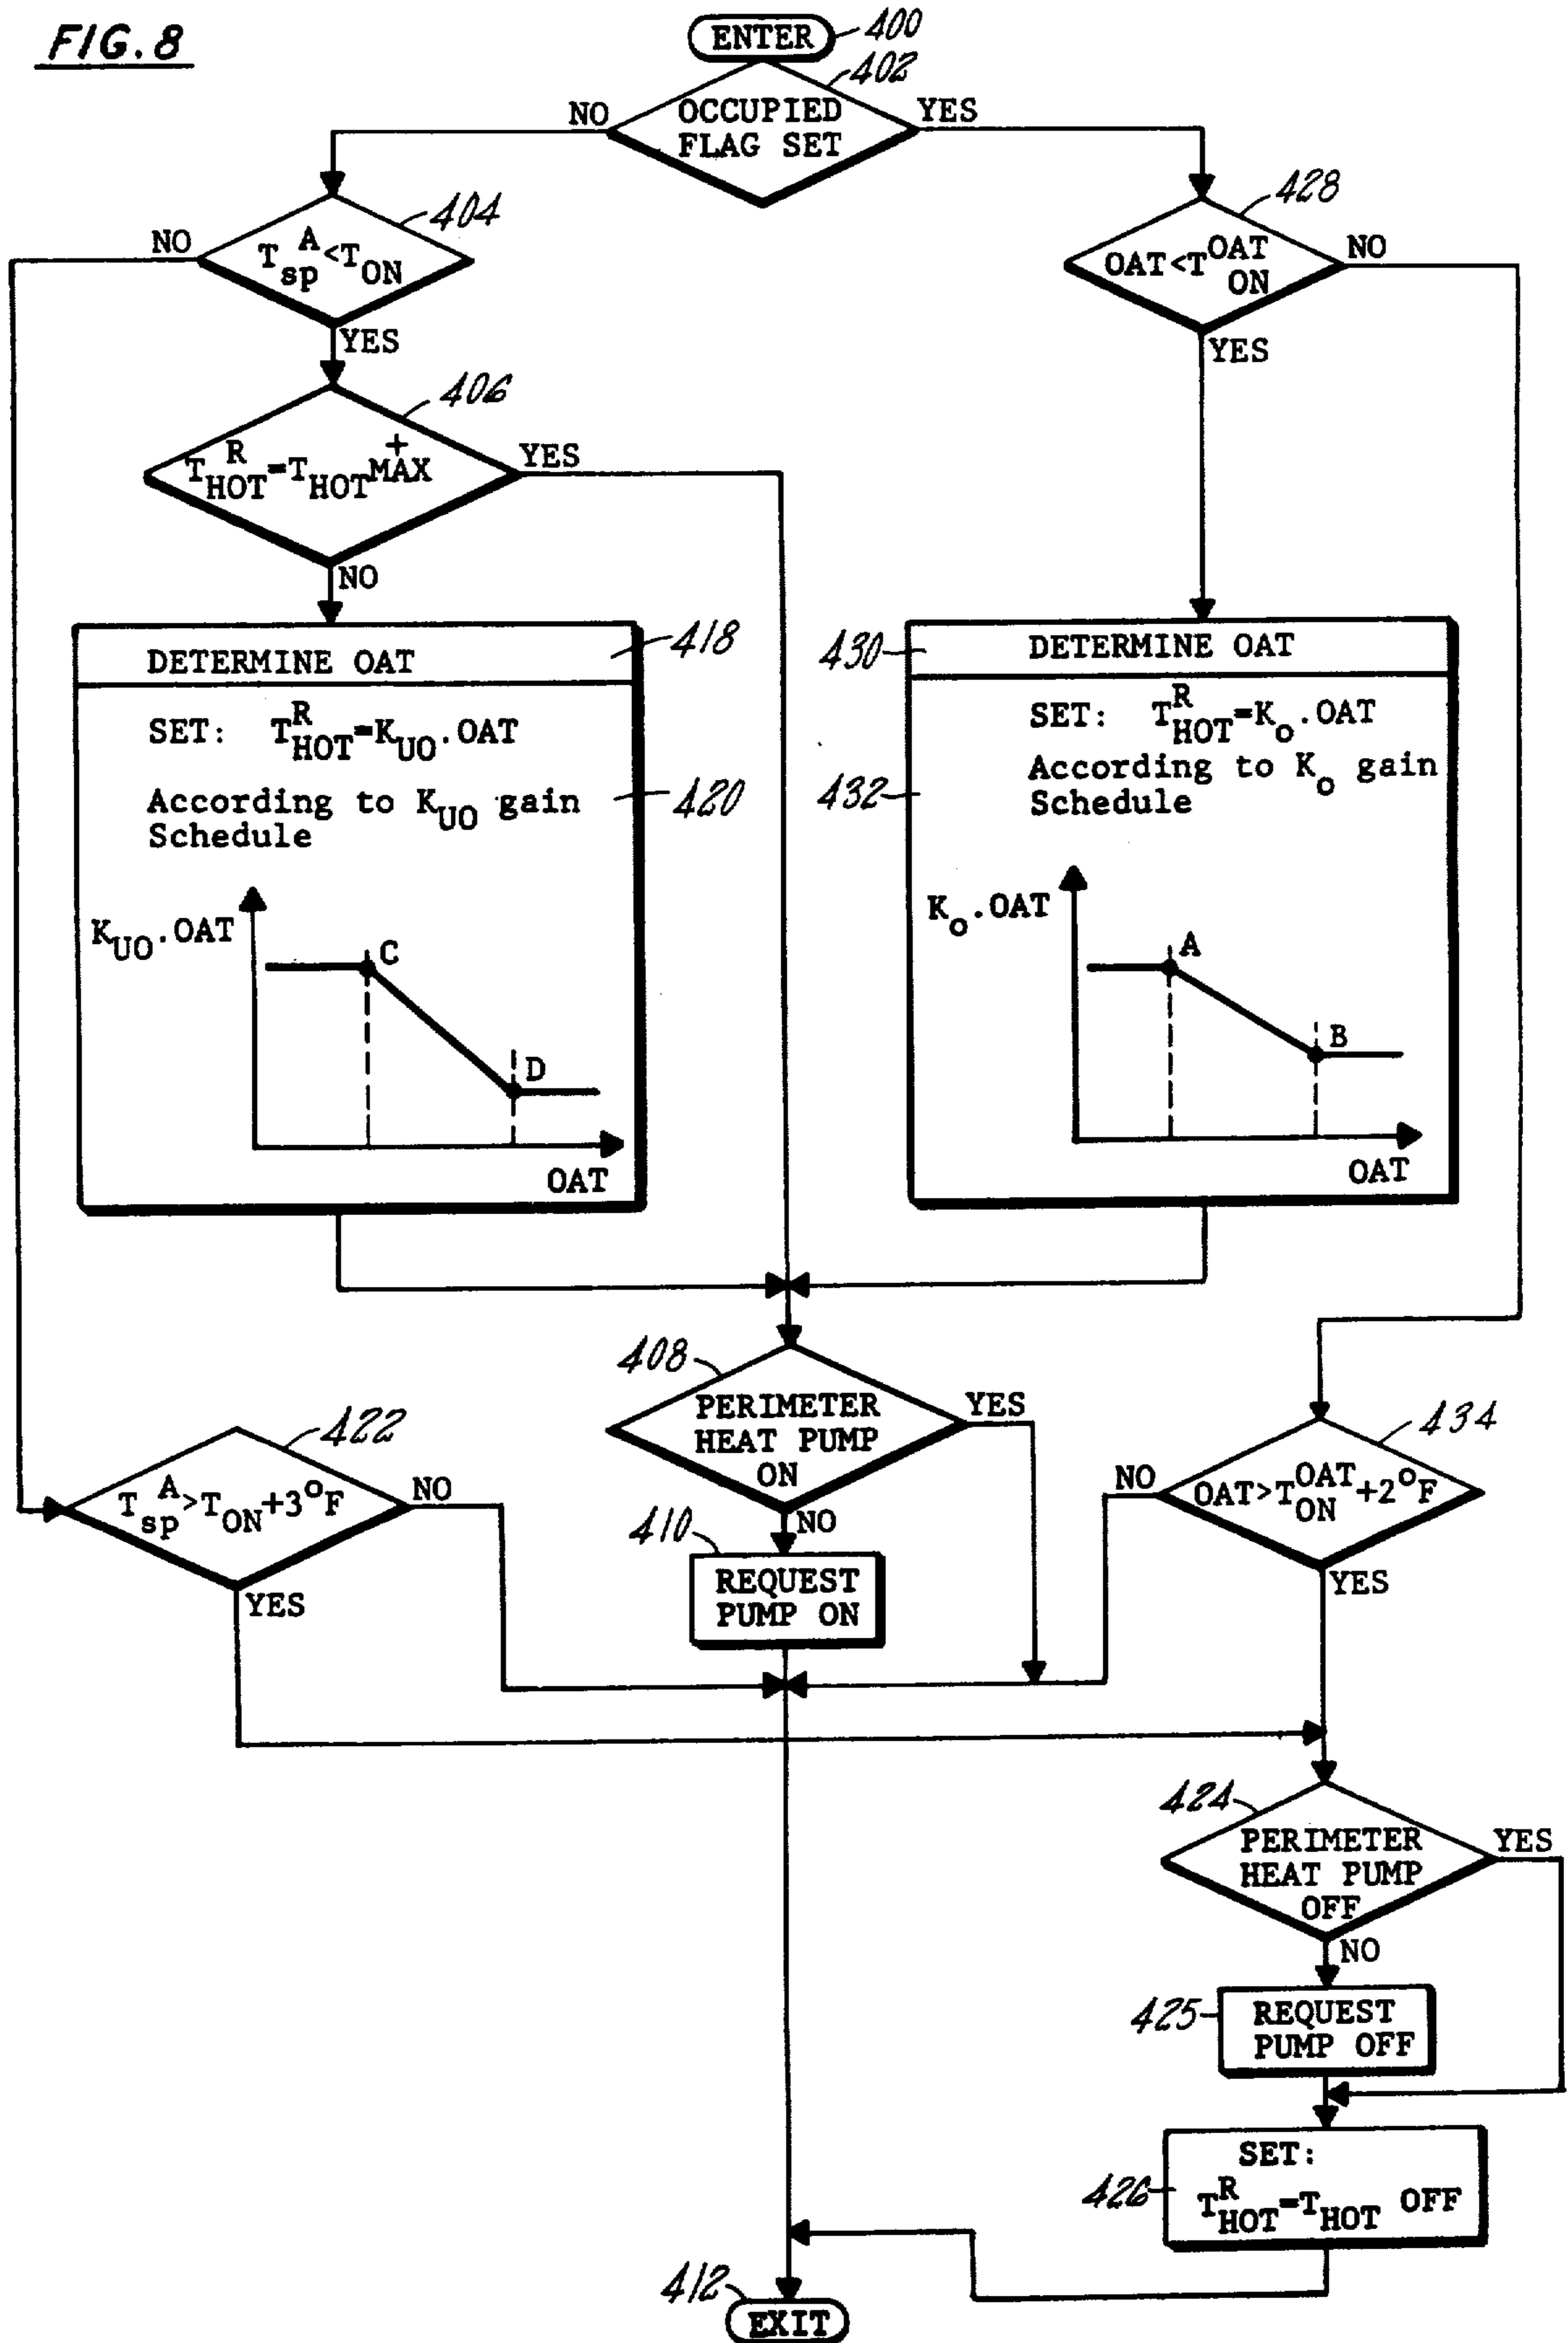 FIG. 8
ENTER
400
402
OCCUPIED
FLAG SET
NO
YES
404
T_sp^A<T_ON
NO
YES
428
OAT<T_ON^OAT
NO
YES
406
T_HOT^R=T_HOT MAX^+
YES
NO
DETERMINE OAT
418
SET: T_HOT^R=K_UO.OAT
According to K_UO gain
Schedule
420
K_UO.OAT
C
D
OAT
430
DETERMINE OAT
SET: T_HOT^R=K_o.OAT
According to K_o gain
Schedule
432
K_o.OAT
A
B
OAT
408
PERIMETER
HEAT PUMP
ON
YES
NO
422
T_sp^A>T_ON+3°F
NO
YES
434
OAT>T_ON^OAT+2°F
NO
YES
410
REQUEST
PUMP ON
424
PERIMETER
HEAT PUMP
OFF
YES
NO
425
REQUEST
PUMP OFF
SET:
426
T_HOT^R=T_HOT OFF
412
EXIT